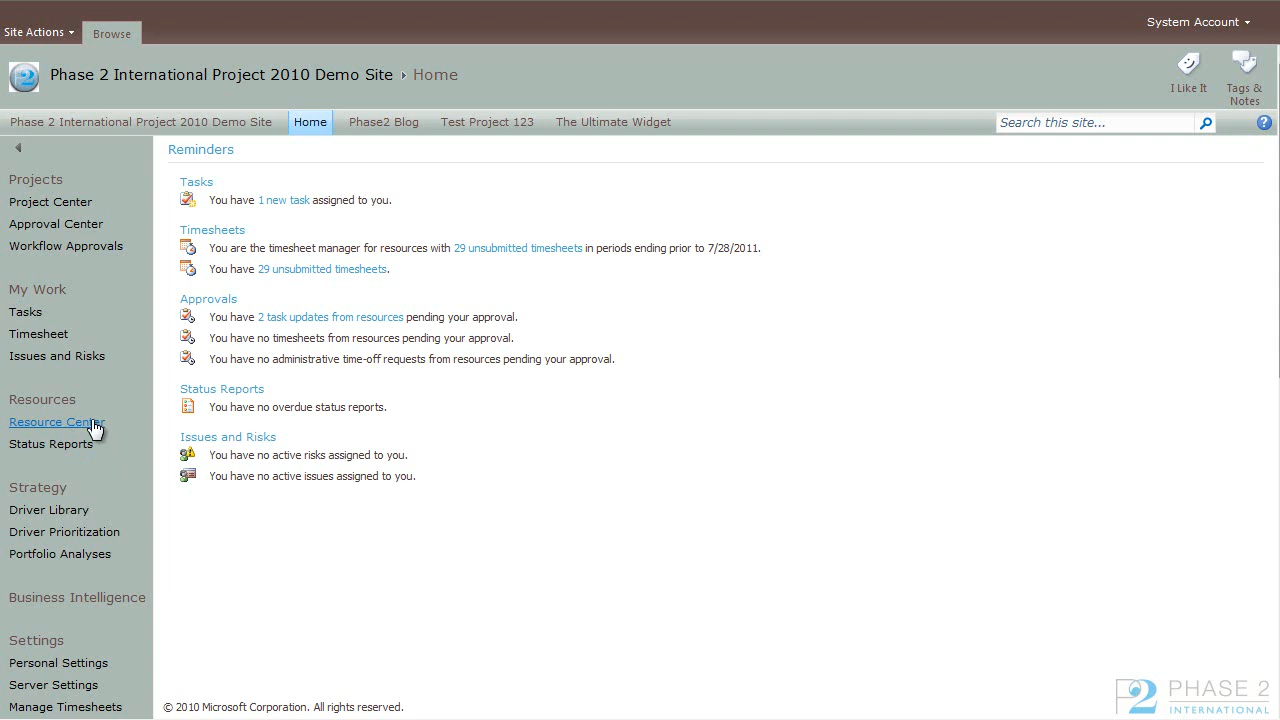 Site Actions
Browse
System Account
Phase 2 International Project 2010 Demo Site Home
I Like It
Tags &
Notes
Phase 2 International Project 2010 Demo Site
Home
Phase2 Blog
Test Project 123
The Ultimate Widget
Search this site...
Projects
Project Center
Approval Center
Workflow Approvals
My Work
Tasks
Timesheet
Issues and Risks
Resources
Resource Center
Status Reports
Strategy
Driver Library
Driver Prioritization
Portfolio Analyses
Business Intelligence
Settings
Personal Settings
Server Settings
Manage Timesheets
Reminders
Tasks
You have 1 new task assigned to you.
Timesheets
You are the timesheet manager for resources with 29 unsubmitted timesheets in periods ending prior to 7/28/2011.
You have 29 unsubmitted timesheets.
Approvals
You have 2 task updates from resources pending your approval.
You have no timesheets from resources pending your approval.
You have no administrative time-off requests from resources pending your approval.
Status Reports
You have no overdue status reports.
Issues and Risks
You have no active risks assigned to you.
You have no active issues assigned to you.
© 2010 Microsoft Corporation. All rights reserved.
P2 PHASE 2
INTERNATIONAL